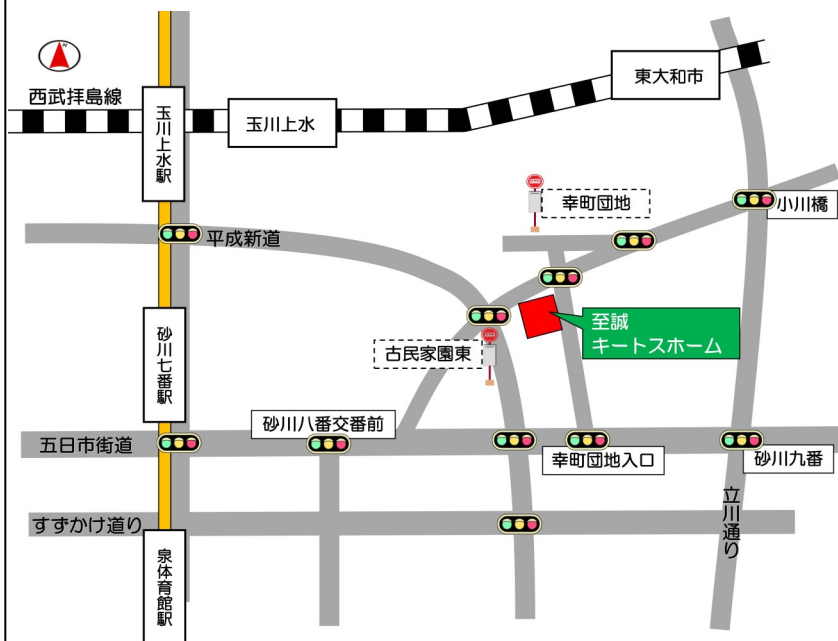 N
東大和市
西武拝島線
玉川上水駅
玉川上水
幸町団地
小川橋
平成新道
至誠
キートスホーム
砂川七番駅
古民家園東
砂川八番交番前
五日市街道
幸町団地入口
砂川九番
すずかけ道り
立川通り
泉体育館駅